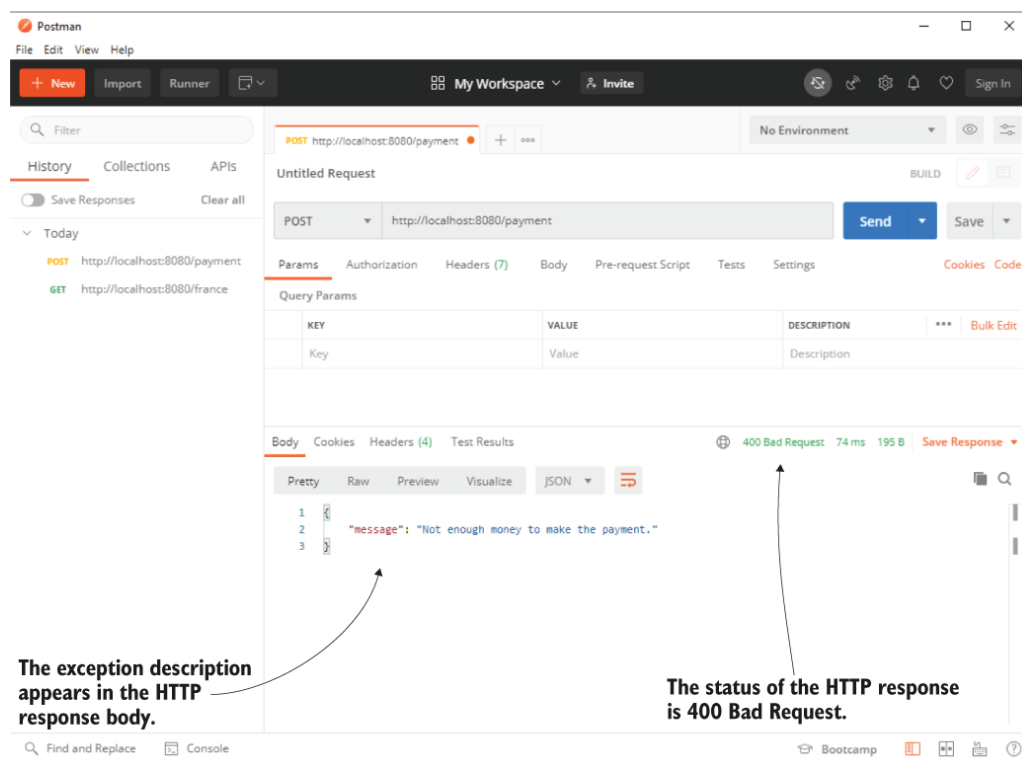 Postman
File Edit View Help
+ New Import Runner My Workspace Invite Sign In
Filter
History Collections APIs
Save Responses Clear all
Today
POST http://localhost:8080/payment
GET http://localhost:8080/france
POST http://localhost:8080/payment + ooo No Environment
Untitled Request BUILD
POST http://localhost:8080/payment Send Save
Params Authorization Headers (7) Body Pre-request Script Tests Settings Cookies Code
Query Params
KEY VALUE DESCRIPTION ••• Bulk Edit
Key Value Description
Body Cookies Headers (4) Test Results 400 Bad Request 74 ms 195 B Save Response
Pretty Raw Preview Visualize JSON
1 {
2 "message": "Not enough money to make the payment."
3 }
The exception description
appears in the HTTP
response body.
The status of the HTTP response
is 400 Bad Request.
Find and Replace Console Bootcamp